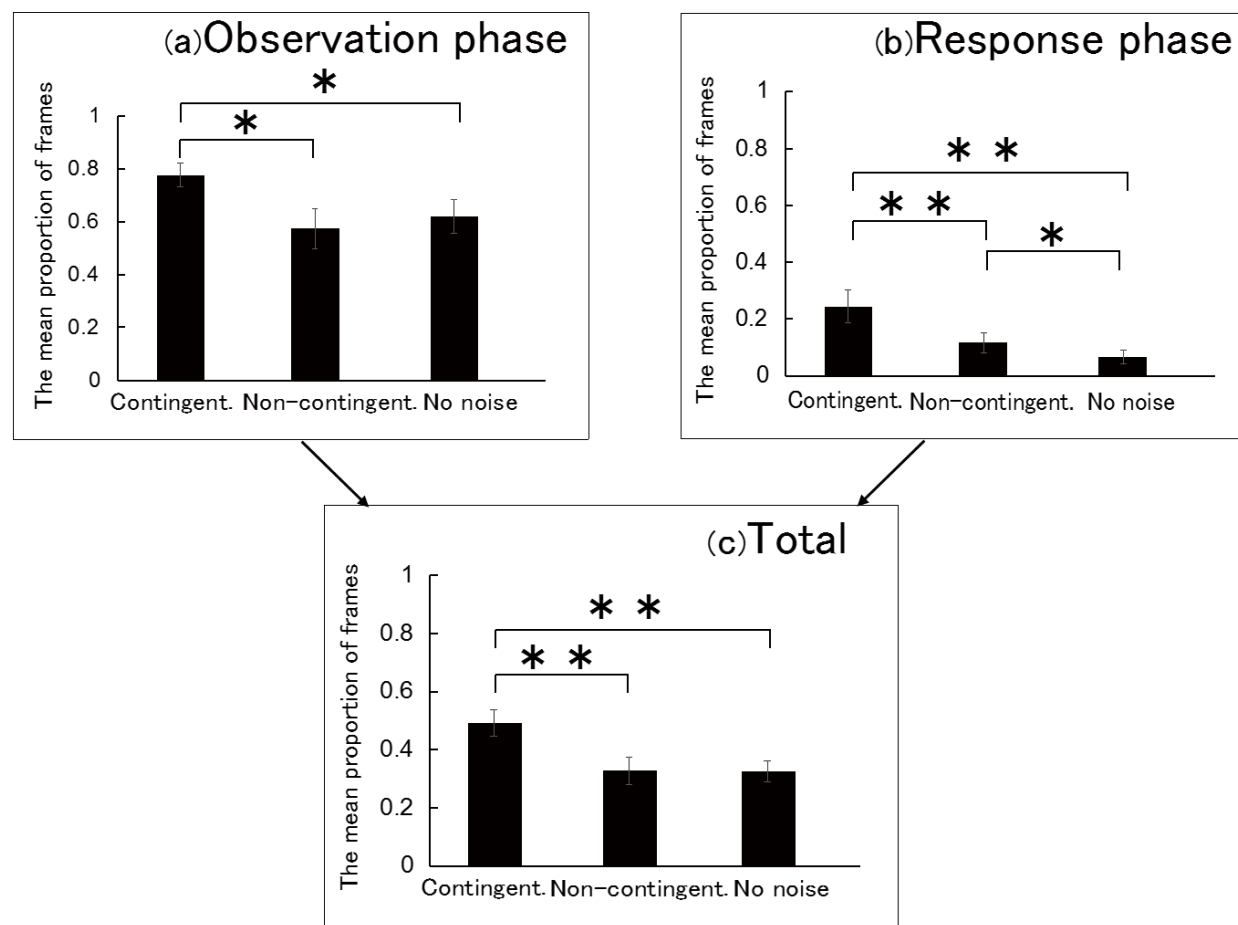 (a)Observation phase
The mean proportion of frames
1
0.8
0.6
0.4
0.2
0
*
*
Contingent. Non-contingent. No noise
(b)Response phase
The mean proportion of frames
1
0.8
0.6
0.4
0.2
0
* *
* *
*
Contingent. Non-contingent. No noise
(c)Total
The mean proportion of frames
1
0.8
0.6
0.4
0.2
0
* *
* *
Contingent. Non-contingent. No noise